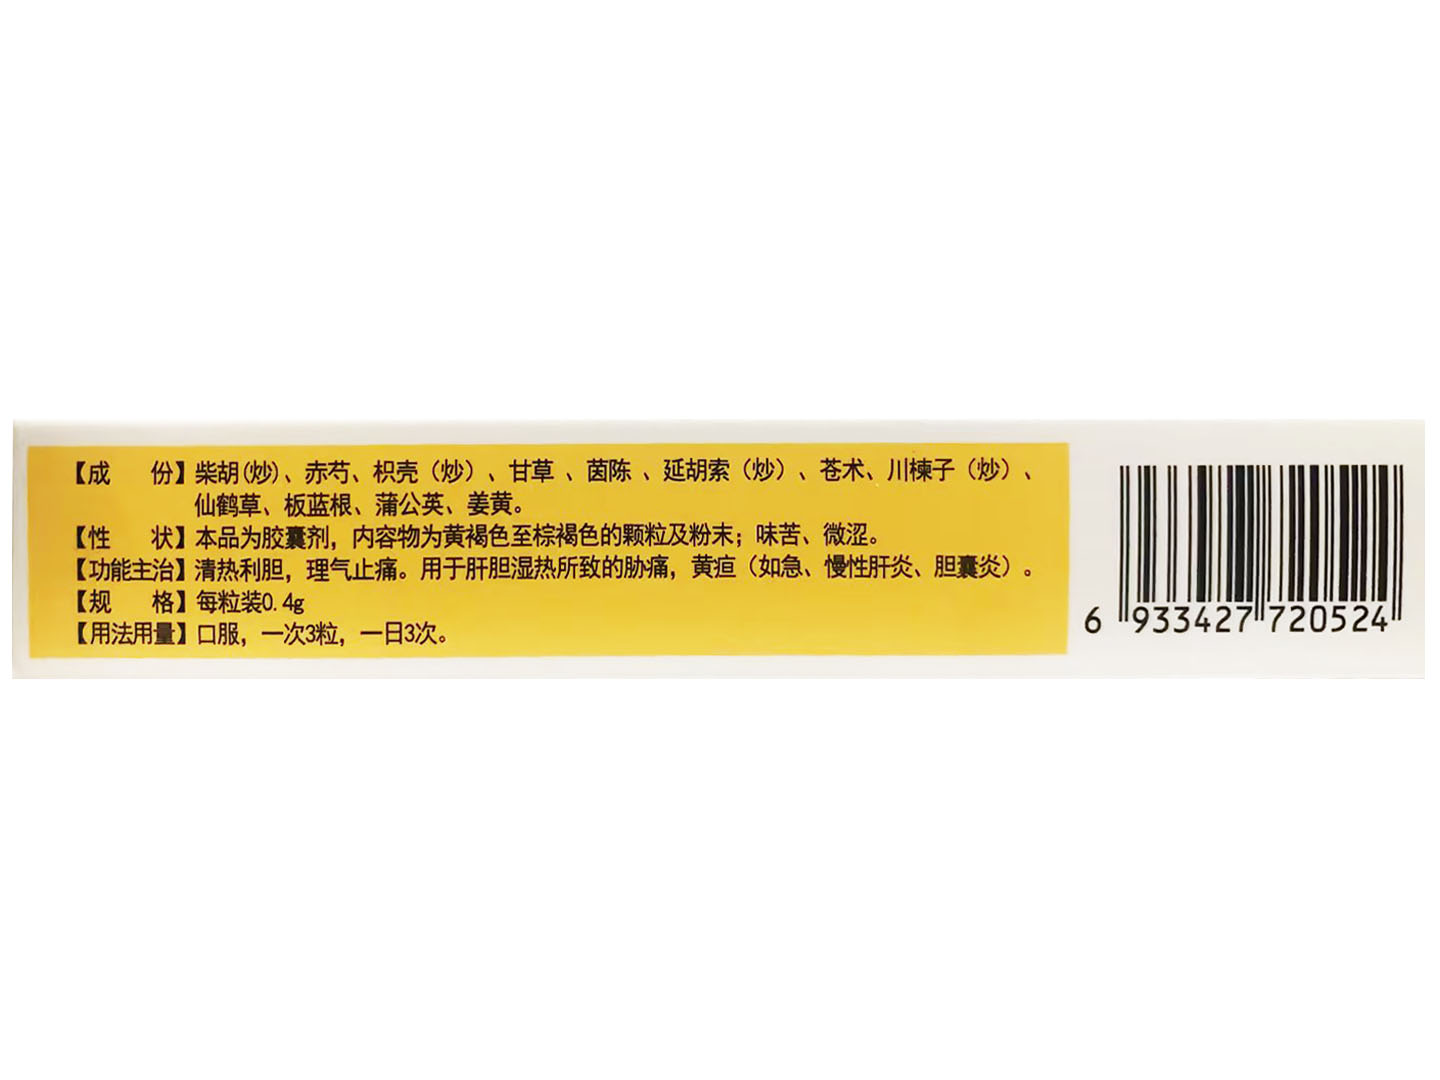 【成　份】柴胡(炒)、赤芍、枳壳（炒）、甘草、茵陈、延胡索（炒）、苍术、川楝子（炒）、
仙鹤草、板蓝根、蒲公英、姜黄。
【性　状】本品为胶囊剂，内容物为黄褐色至棕褐色的颗粒及粉末；味苦、微涩。
【功能主治】清热利胆，理气止痛。用于肝胆湿热所致的胁痛，黄疸（如急、慢性肝炎、胆囊炎）。
【规　格】每粒装0.4g
【用法用量】口服，一次3粒，一日3次。
6 933427 720524